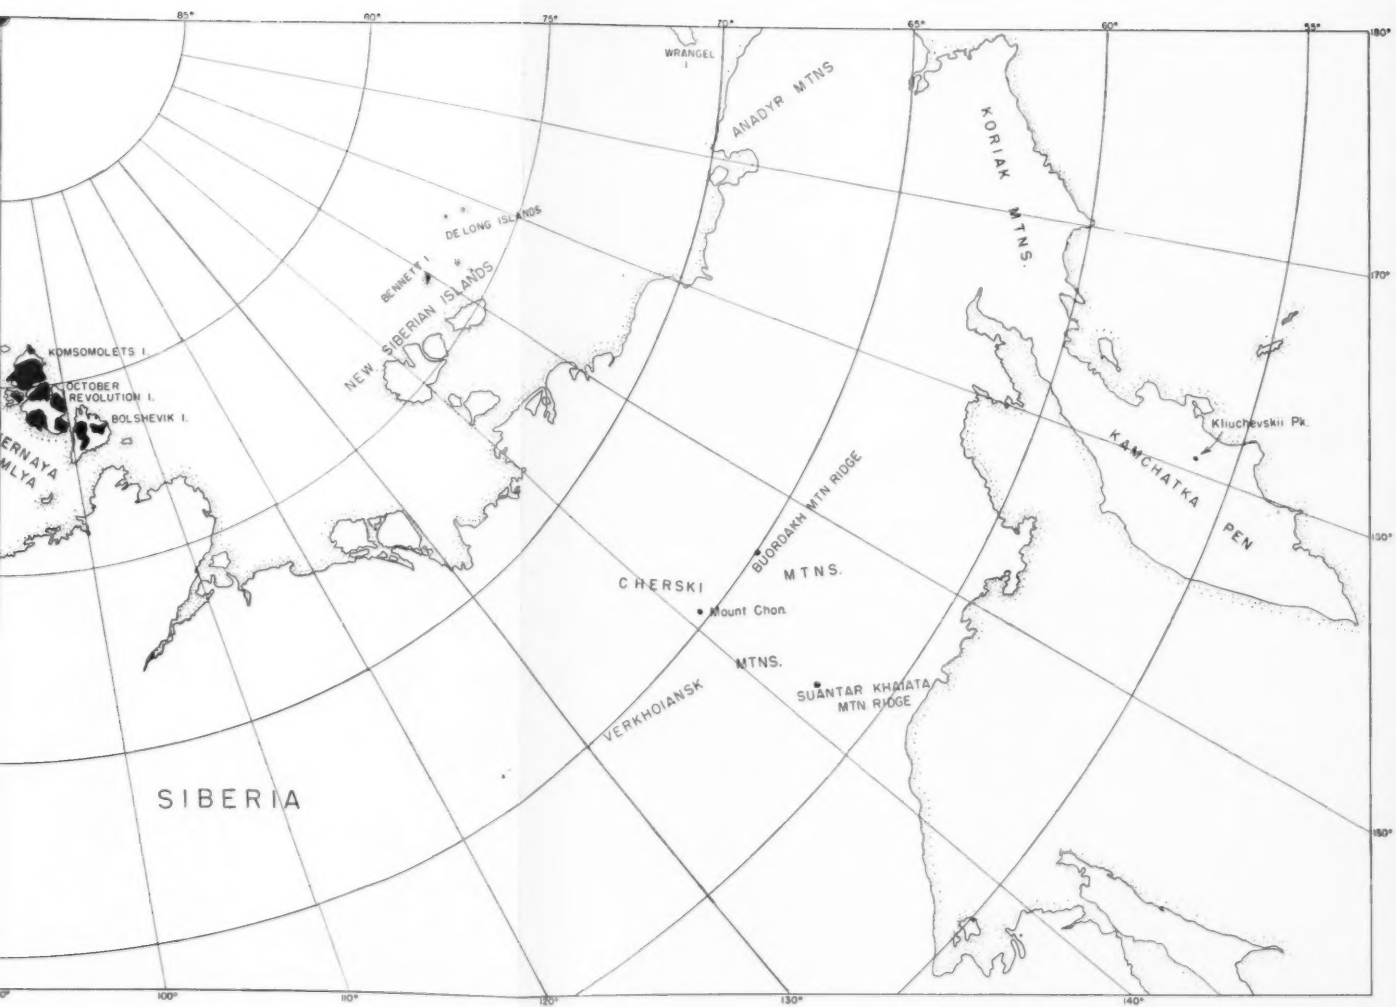 85°
80°
75°
70°
65°
60°
55°
180°
WRANGEL
I
ANADYR MTNS
KORIAK MTNS.
DE LONG ISLANDS
BENNETT I.
NEW SIBERIAN ISLANDS
170°
KOMSOMOLETS I.
OCTOBER
REVOLUTION I.
BOLSHEVIK I.
ERNAYA
MLYA
Kliuchevskii Pk.
KAMCHATKA PEN
BUORDAKH MTN RIDGE
160°
CHERSKI MTNS.
Mount Chon.
VERKHOIANSK MTNS.
SUANTAR KHAIATA
MTN RIDGE
SIBERIA
150°
100°
110°
120°
130°
140°